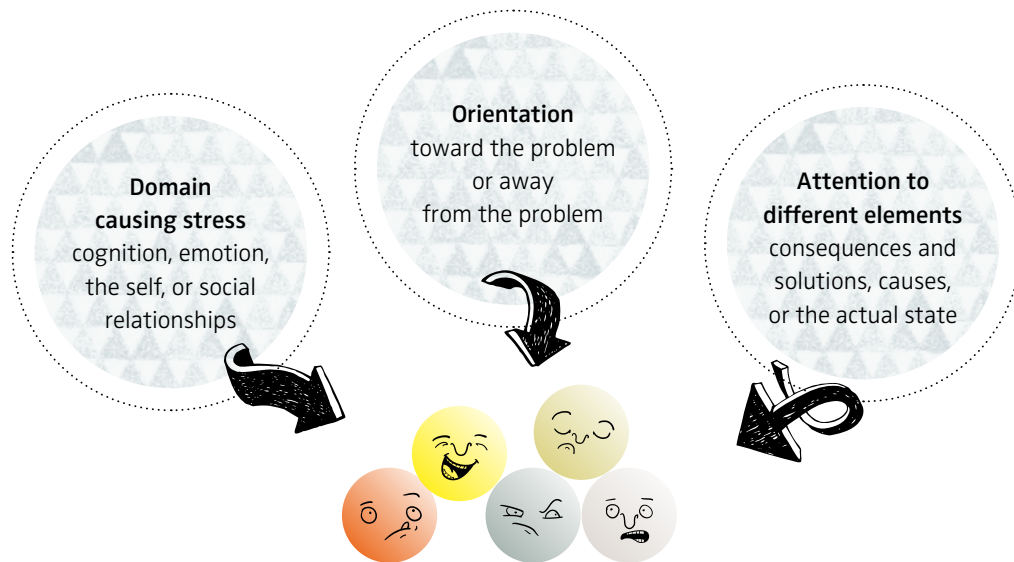 Domain
causing stress
cognition, emotion,
the self, or social
relationships
Orientation
toward the problem
or away
from the problem
Attention to
different elements
consequences and
solutions, causes,
or the actual state